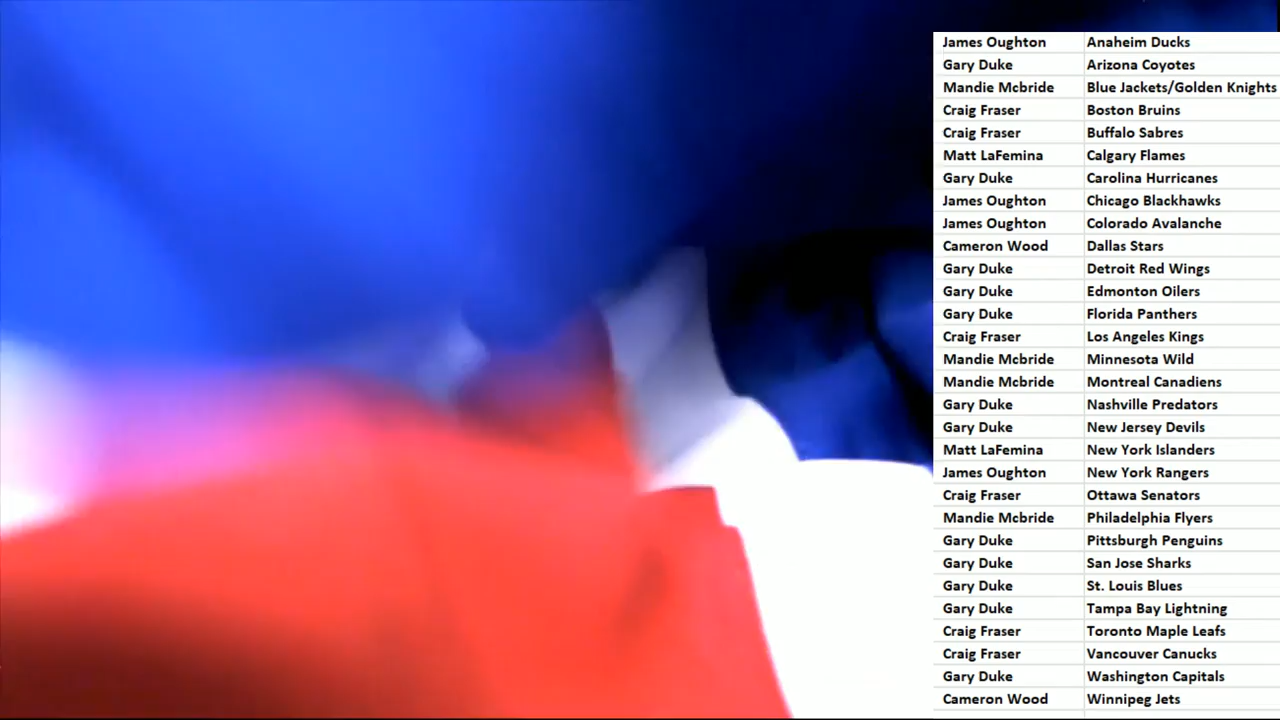 James Oughton Anaheim Ducks
Gary Duke Arizona Coyotes
Mandie Mcbride Blue Jackets/Golden Knights
Craig Fraser Boston Bruins
Craig Fraser Buffalo Sabres
Matt LaFemina Calgary Flames
Gary Duke Carolina Hurricanes
James Oughton Chicago Blackhawks
James Oughton Colorado Avalanche
Cameron Wood Dallas Stars
Gary Duke Detroit Red Wings
Gary Duke Edmonton Oilers
Gary Duke Florida Panthers
Craig Fraser Los Angeles Kings
Mandie Mcbride Minnesota Wild
Mandie Mcbride Montreal Canadiens
Gary Duke Nashville Predators
Gary Duke New Jersey Devils
Matt LaFemina New York Islanders
James Oughton New York Rangers
Craig Fraser Ottawa Senators
Mandie Mcbride Philadelphia Flyers
Gary Duke Pittsburgh Penguins
Gary Duke San Jose Sharks
Gary Duke St. Louis Blues
Gary Duke Tampa Bay Lightning
Craig Fraser Toronto Maple Leafs
Craig Fraser Vancouver Canucks
Gary Duke Washington Capitals
Cameron Wood Winnipeg Jets